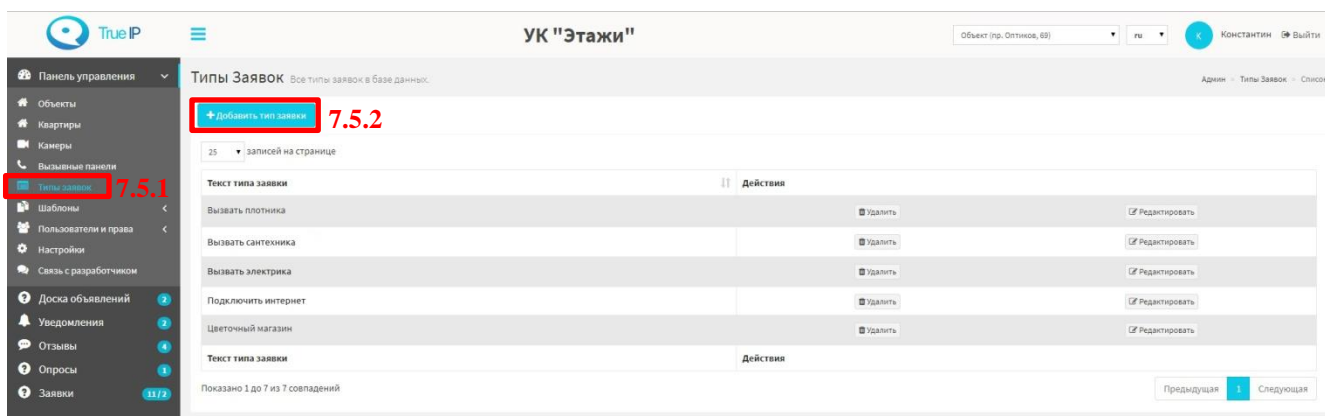 True IP
УК "Этажи"
Объект (пр. Оптиков, 69)
ru
К
Константин
Выйти
Панель управления
Объекты
Квартиры
Камеры
Вызывные панели
Типы заявок
7.5.1
Шаблоны
Пользователи и права
Настройки
Связь с разработчиком
Доска объявлений 2
Уведомления 2
Отзывы 4
Опросы 1
Заявки 11/2
Типы Заявок Все типы заявок в базе данных.
Админ > Типы Заявок > Список
+Добавить тип заявки
7.5.2
25 записей на странице
Текст типа заявки Действия
Вызвать плотника Удалить Редактировать
Вызвать сантехника Удалить Редактировать
Вызвать электрика Удалить Редактировать
Подключить интернет Удалить Редактировать
Цветочный магазин Удалить Редактировать
Текст типа заявки Действия
Показано 1 до 7 из 7 совпадений
Предыдущая 1 Следующая